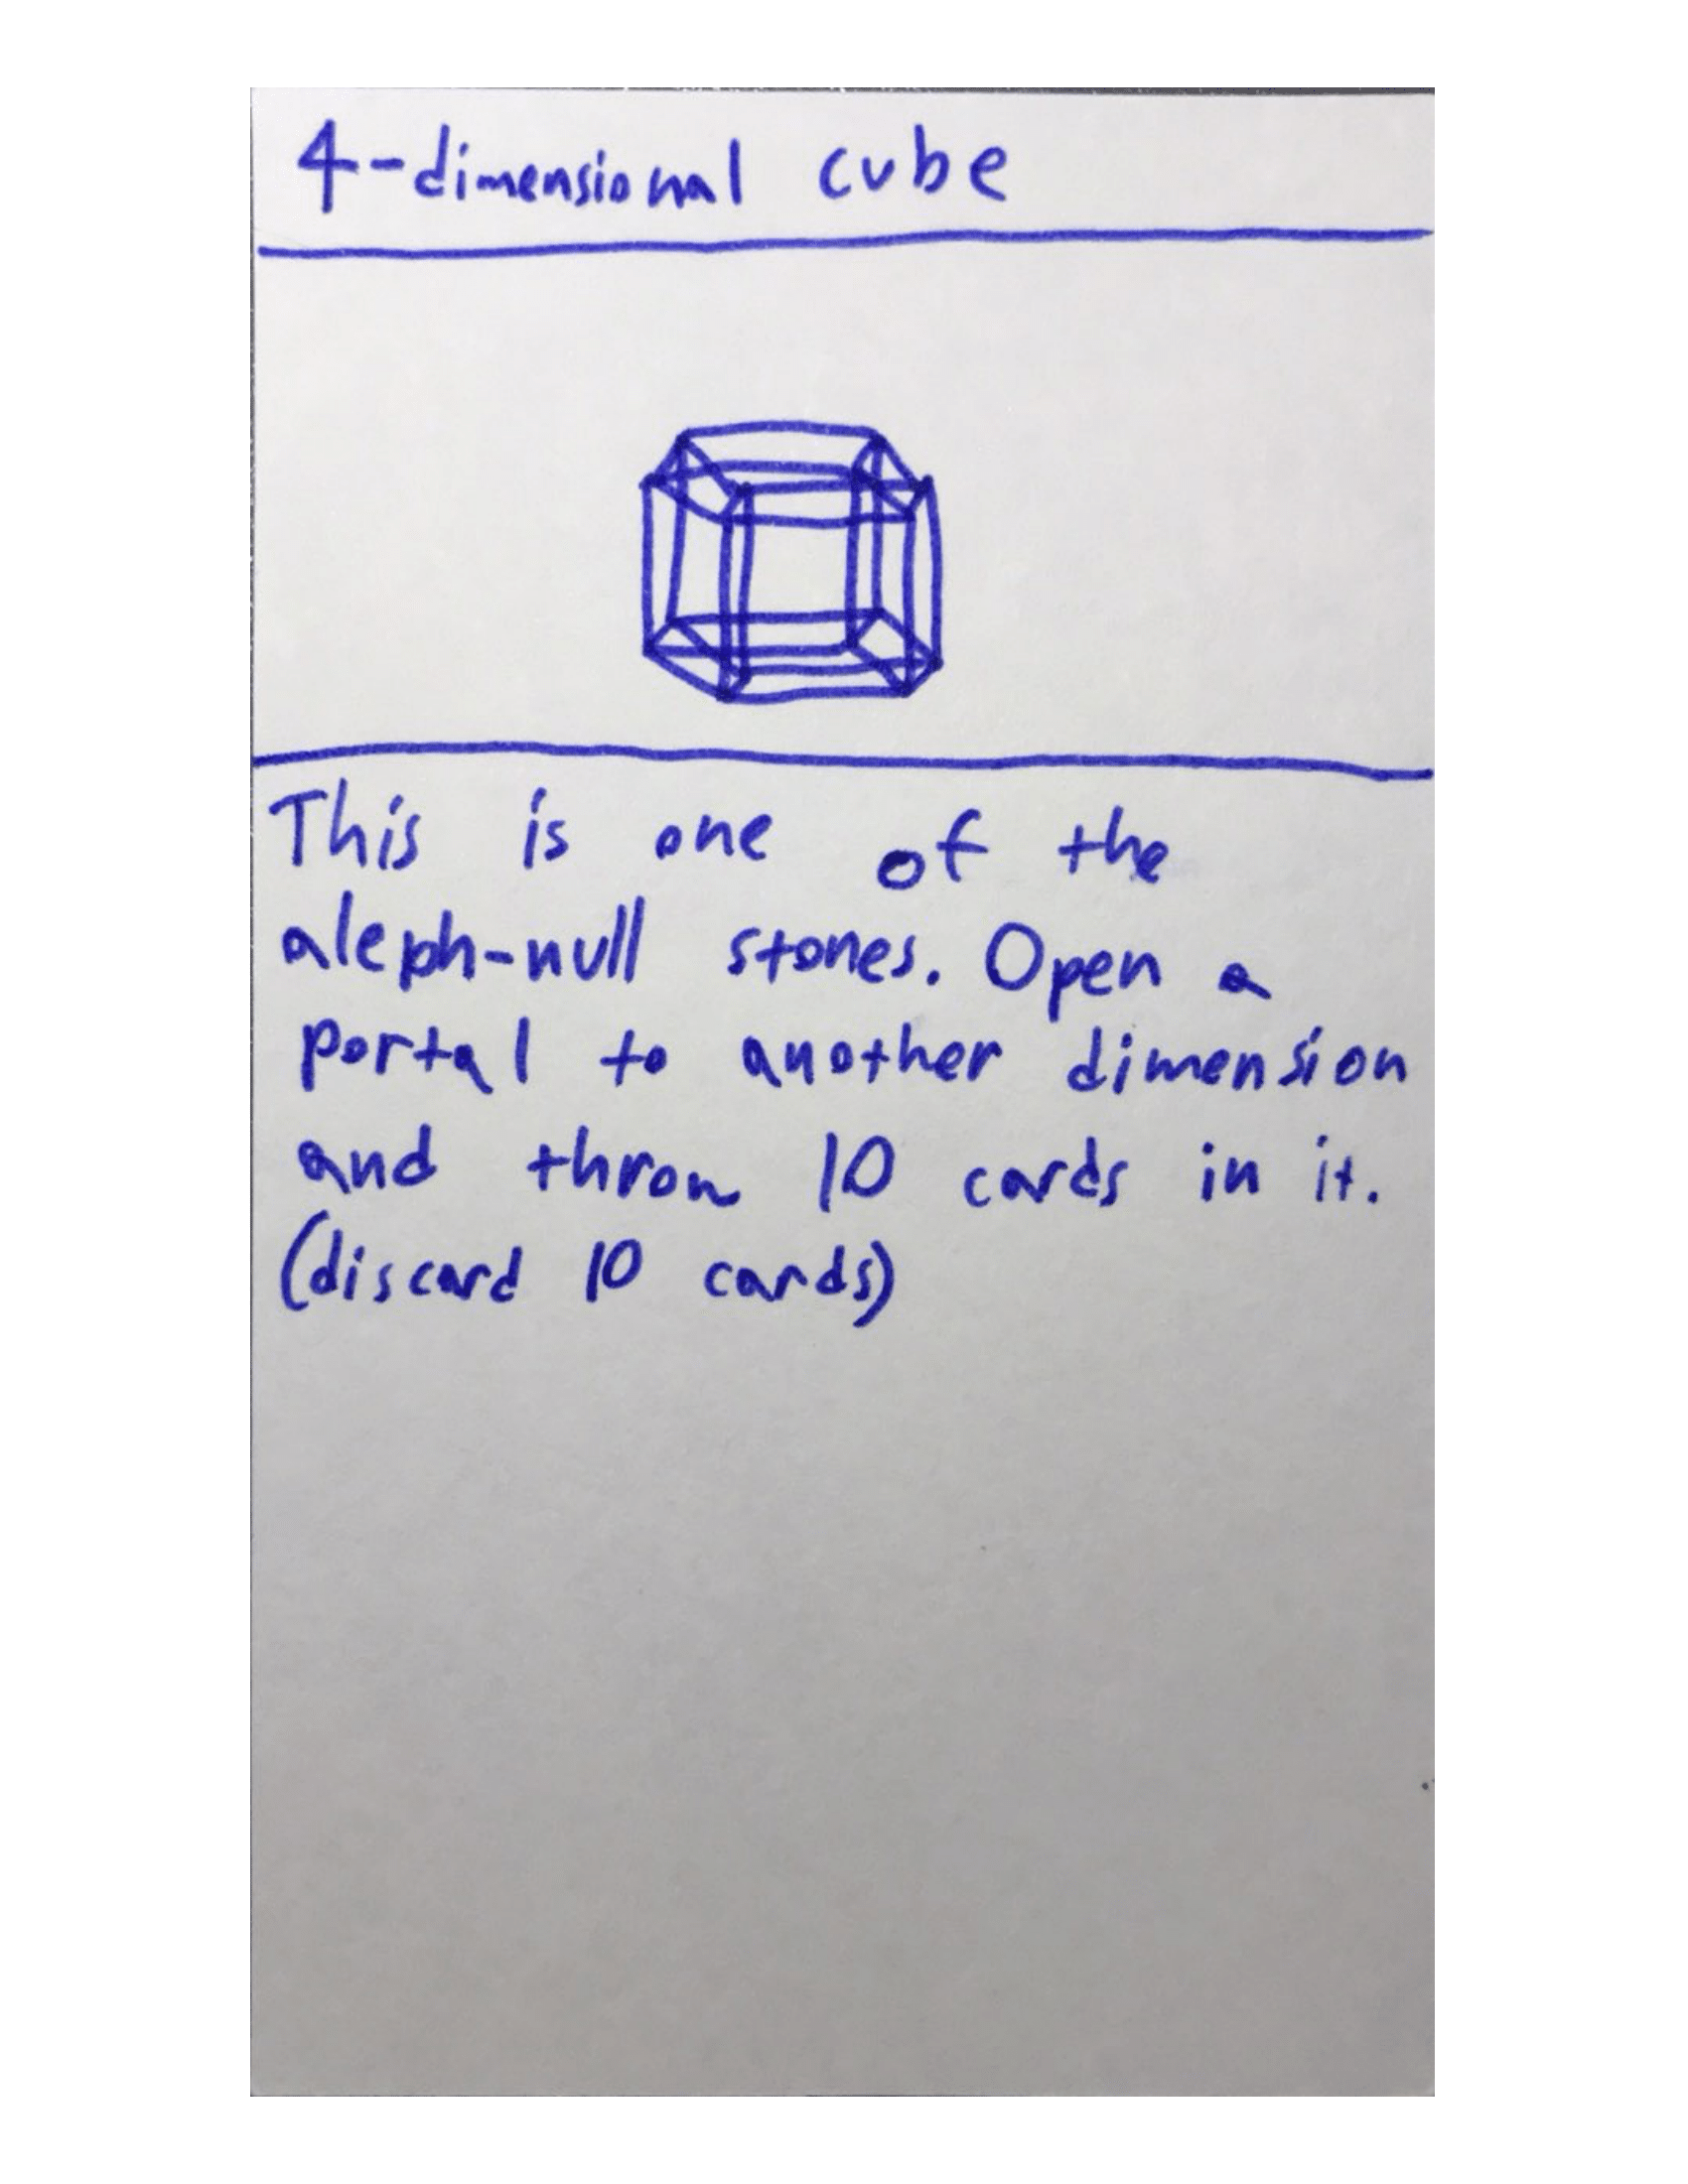 4-dimensional cube
This is one of the
aleph-null stones. Open a
portal to another dimension
and throw 10 cards in it.
(discard 10 cards)